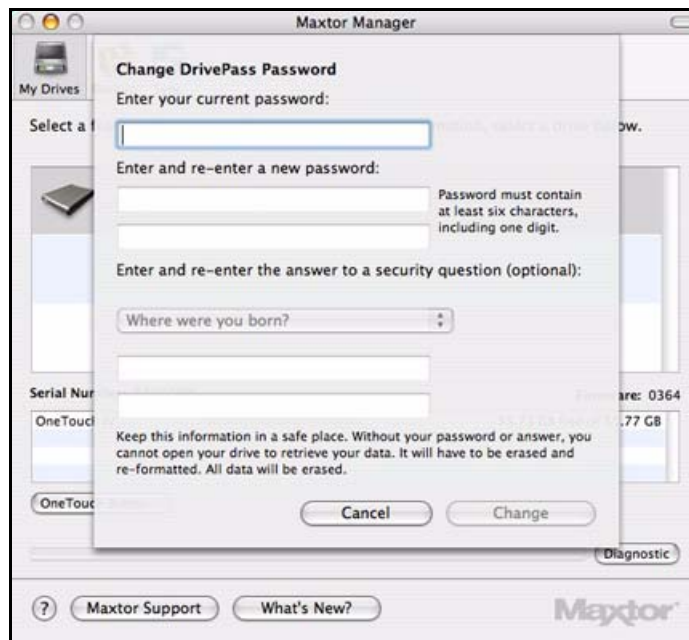 Maxtor Manager
My Drives
Change DrivePass Password
Enter your current password:
Select a
ow.
Enter and re-enter a new password:
Password must contain
at least six characters,
including one digit.
Enter and re-enter the answer to a security question (optional):
Where were you born?
Serial Nur
are: 0364
OneTouc
.77 GB
Keep this information in a safe place. Without your password or answer, you
cannot open your drive to retrieve your data. It will have to be erased and
re-formatted. All data will be erased.
OneTouc
Cancel
Change
Diagnostic
?
Maxtor Support
What's New?
Maxtor